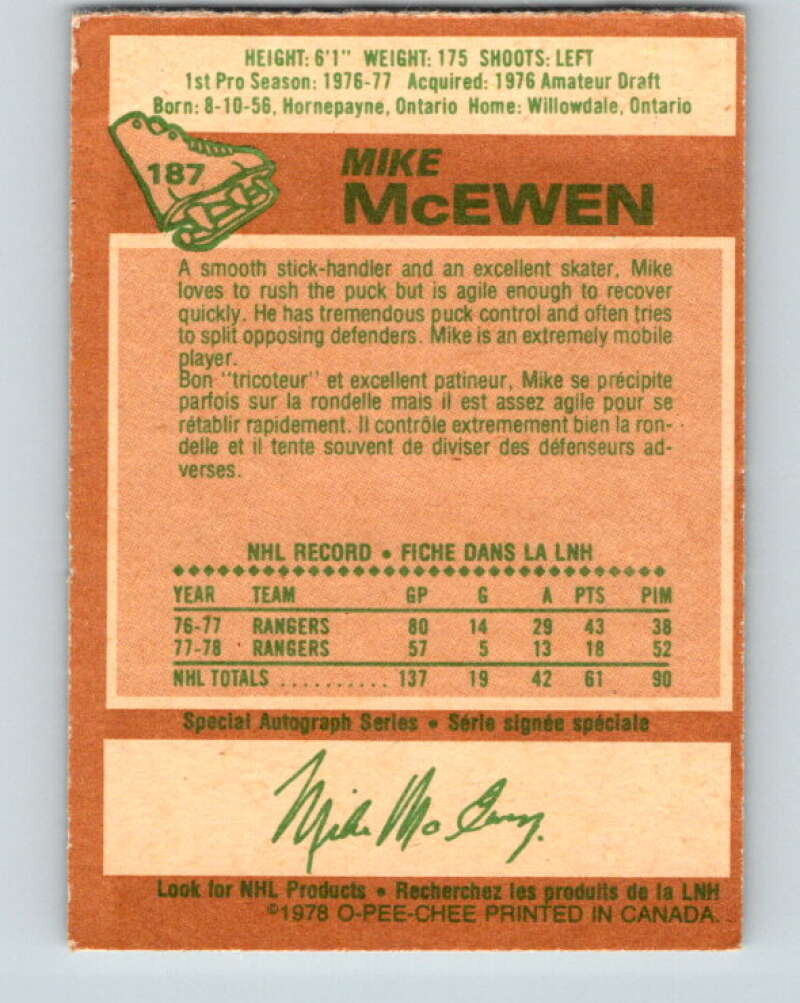 HEIGHT: 6'1" WEIGHT: 175 SHOOTS: LEFT
1st Pro Season: 1976-77 Acquired: 1976 Amateur Draft
Born: 8-10-56, Hornepayne, Ontario Home: Willowdale, Ontario
187
MIKE
McEWEN
A smooth stick-handler and an excellent skater, Mike
loves to rush the puck but is agile enough to recover
quickly. He has tremendous puck control and often tries
to split opposing defenders. Mike is an extremely mobile
player.
Bon "tricoteur" et excellent patineur, Mike se précipite
parfois sur la rondelle mais il est assez agile pour se
rétablir rapidement. Il contrôle extremement bien la ron-
delle et il tente souvent de diviser des défenseurs ad-
verses.
NHL RECORD • FICHE DANS LA LNH
YEAR TEAM GP G A PTS PIM
76-77 RANGERS 80 14 29 43 38
77-78 RANGERS 57 5 13 18 52
NHL TOTALS .......... 137 19 42 61 90
Special Autograph Series • Série signée spéciale
Mike McEwen
Look for NHL Products • Recherchez les produits de la LNH
©1978 O-PEE-CHEE PRINTED IN CANADA.